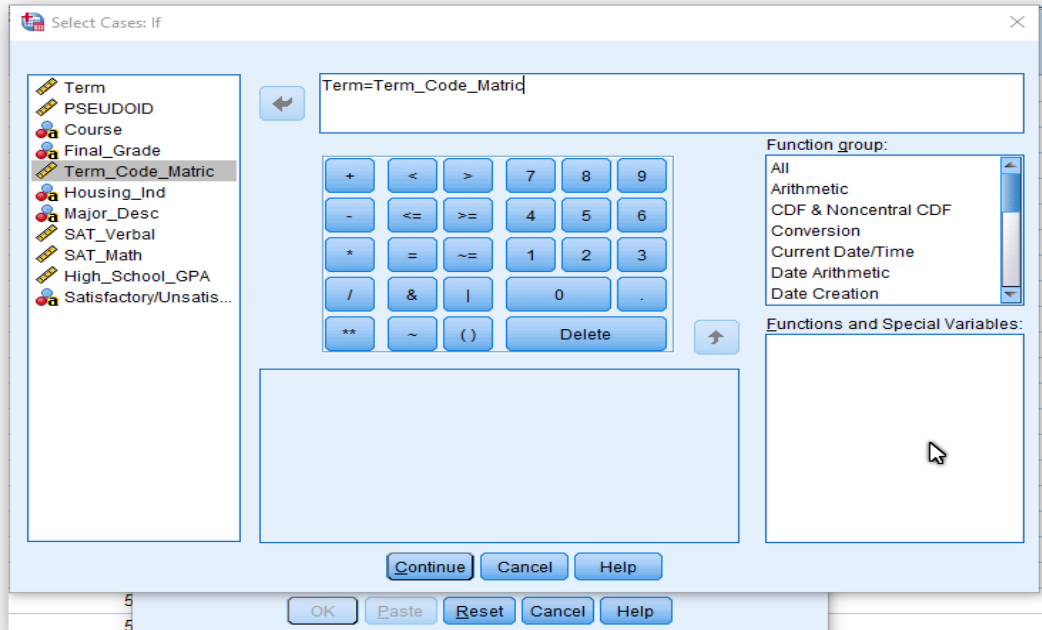 Select Cases: If
Term
PSEUDOID
Course
Final_Grade
Term_Code_Matric
Housing_Ind
Major_Desc
SAT_Verbal
SAT_Math
High_School_GPA
Satisfactory/Unsatis...
Term=Term_Code_Matric
+ < > 7 8 9
- <= >= 4 5 6
* = ~= 1 2 3
/ & | 0 .
** ~ ( ) Delete
Function group:
All
Arithmetic
CDF & Noncentral CDF
Conversion
Current Date/Time
Date Arithmetic
Date Creation
Functions and Special Variables:
Continue Cancel Help
5
OK Paste Reset Cancel Help
5